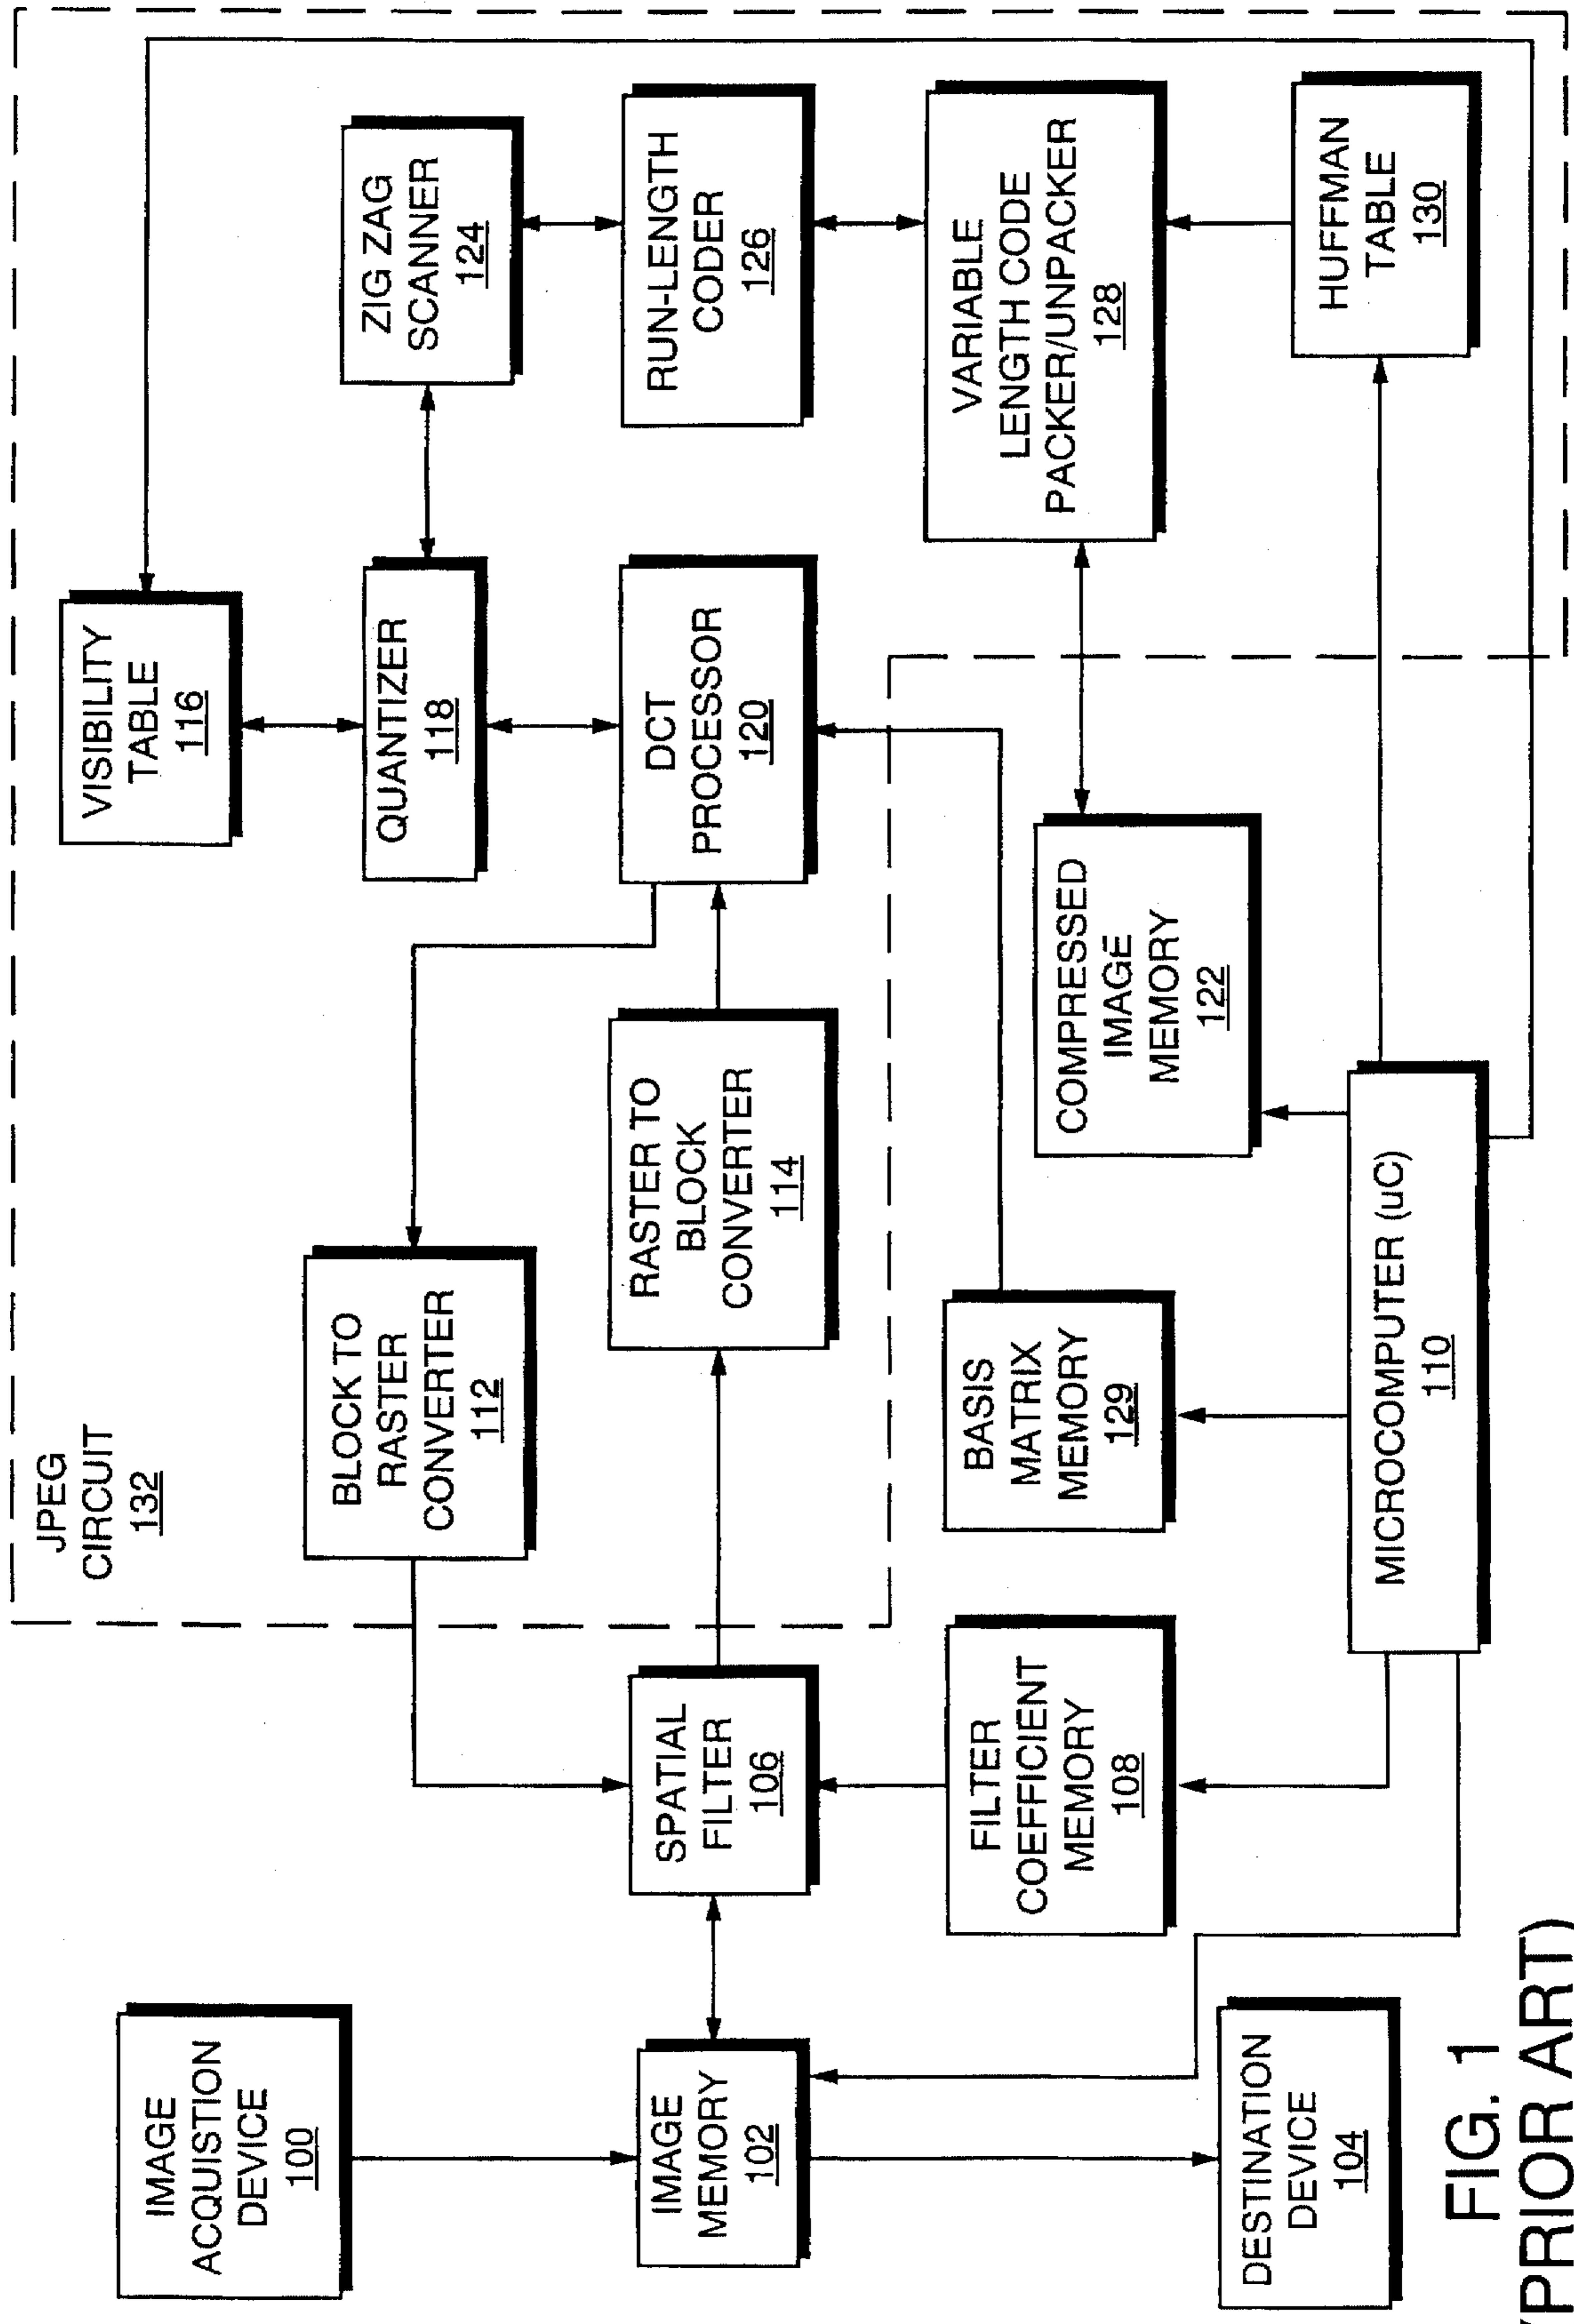 IMAGE
ACQUISTION
DEVICE
100
IMAGE
MEMORY
102
DESTINATION
DEVICE
104
SPATIAL
FILTER
106
FILTER
COEFFICIENT
MEMORY
108
JPEG
CIRCUIT
132
BLOCK TO
RASTER
CONVERTER
112
RASTER TO
BLOCK
CONVERTER
114
BASIS
MATRIX
MEMORY
129
MICROCOMPUTER (uC)
110
VISIBILITY
TABLE
116
QUANTIZER
118
DCT
PROCESSOR
120
COMPRESSED
IMAGE
MEMORY
122
ZIG ZAG
SCANNER
124
RUN-LENGTH
CODER
126
VARIABLE
LENGTH CODE
PACKER/UNPACKER
128
HUFFMAN
TABLE
130
FIG. 1
(PRIOR ART)